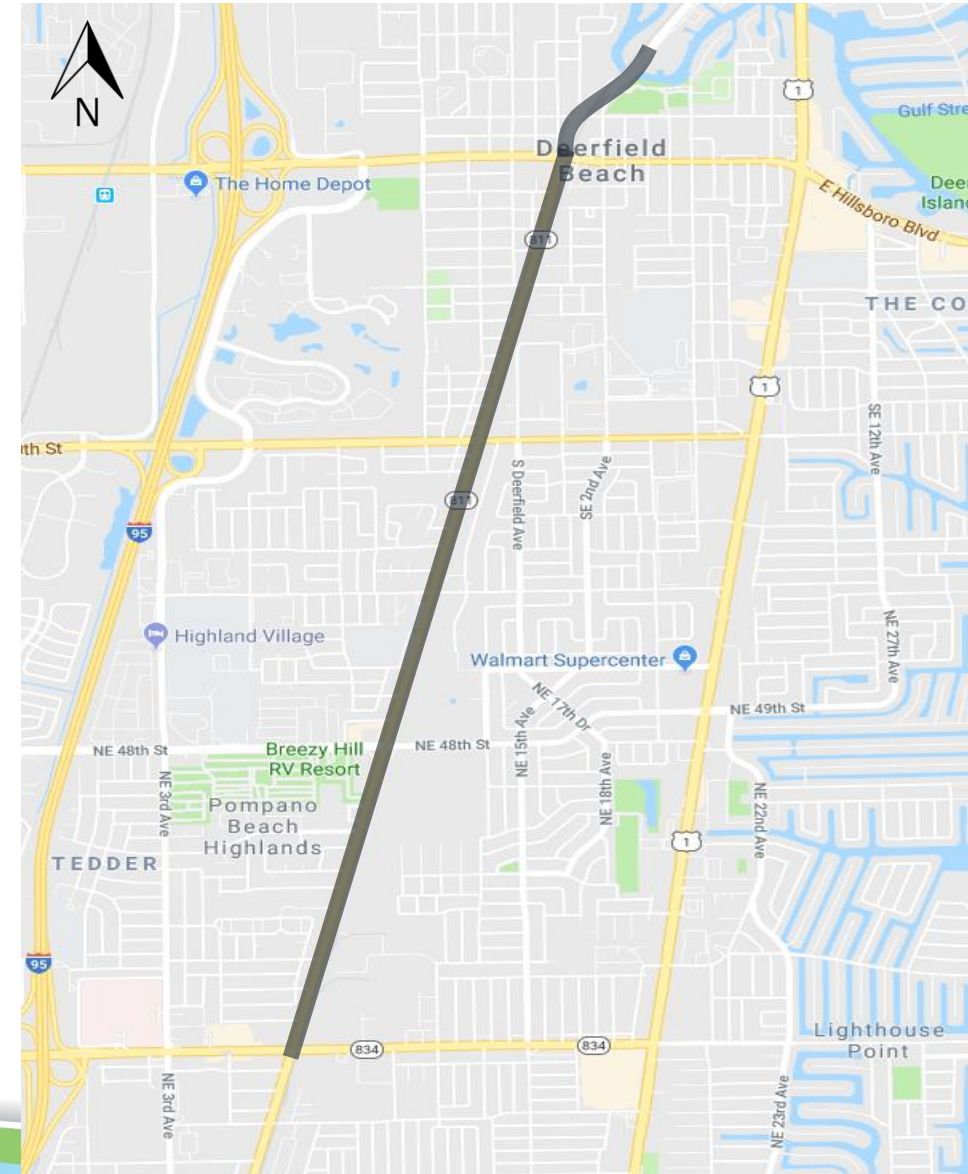 N
1
Gulf Stre
Deerfield
Beach
The Home Depot
Deer
Island
E Hillsboro Blvd
811
THE CO
1
SE 12th Ave
th St
S Deerfield Ave
SE 2nd Ave
811
95
Highland Village
NE 27th Ave
Walmart Supercenter
NE 17th Dr
NE 49th St
NE 15th Ave
NE 48th St
Breezy Hill
RV Resort
NE 48th St
NE 3rd Ave
NE 18th Ave
NE 22nd Ave
Pompano
Beach
Highlands
1
TEDDER
95
834
834
Lighthouse
Point
NE 3rd Ave
NE 23rd Ave